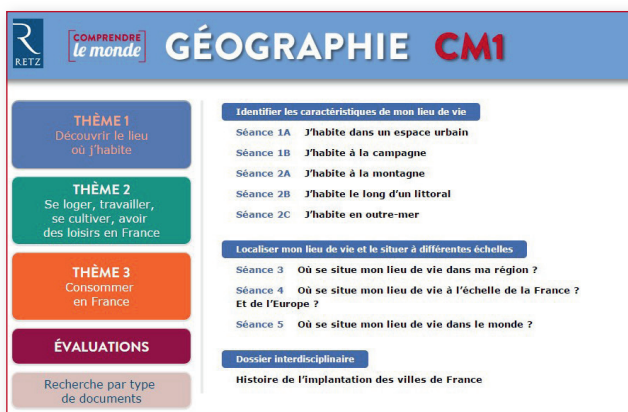 RETZ
COMPRENDRE
le monde
GÉOGRAPHIE CM1
THÈME 1
Découvrir le lieu
où j'habite
THÈME 2
Se loger, travailler,
se cultiver, avoir
des loisirs en France
THÈME 3
Consommer
en France
ÉVALUATIONS
Recherche par type
de documents
Identifier les caractéristiques de mon lieu de vie
Séance 1A J'habite dans un espace urbain
Séance 1B J'habite à la campagne
Séance 2A J'habite à la montagne
Séance 2B J'habite le long d'un littoral
Séance 2C J'habite en outre-mer
Localiser mon lieu de vie et le situer à différentes échelles
Séance 3 Où se situe mon lieu de vie dans ma région ?
Séance 4 Où se situe mon lieu de vie à l'échelle de la France ?
Et de l'Europe ?
Séance 5 Où se situe mon lieu de vie dans le monde ?
Dossier interdisciplinaire
Histoire de l'implantation des villes de France